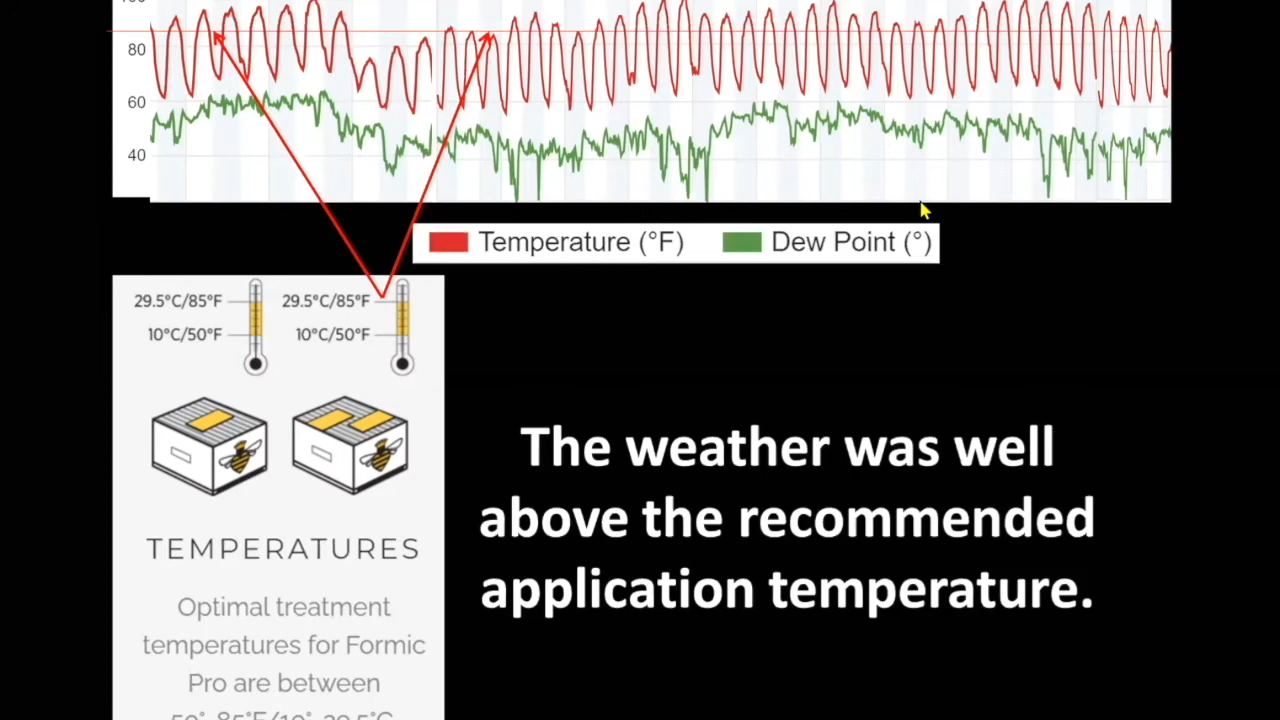 80
60
40
Temperature (°F) Dew Point (°)
29.5°C/85°F 29.5°C/85°F
10°C/50°F 10°C/50°F
The weather was well
above the recommended
application temperature.
TEMPERATURES
Optimal treatment
temperatures for Formic
Pro are between